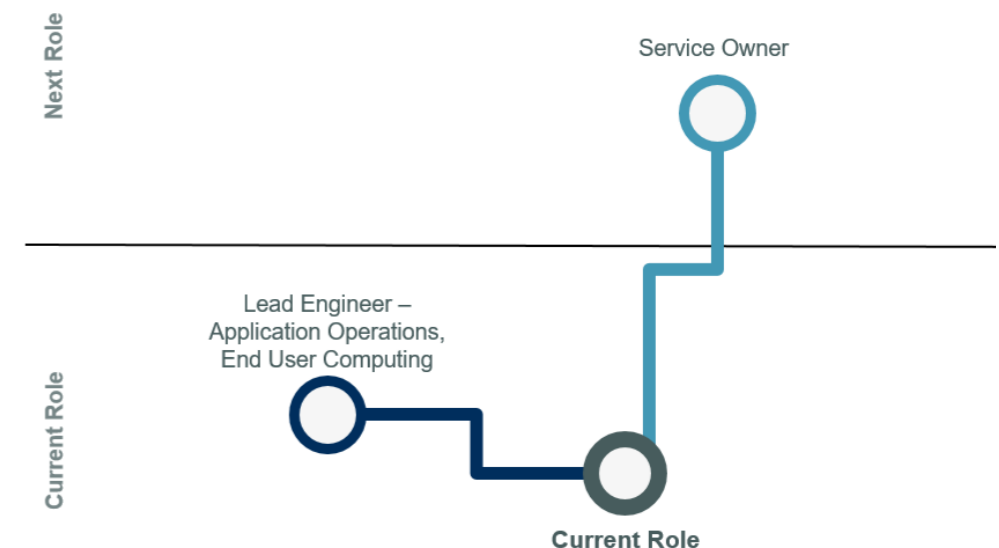 Next Role
Service Owner
Lead Engineer –
Application Operations,
End User Computing
Current Role
Current Role